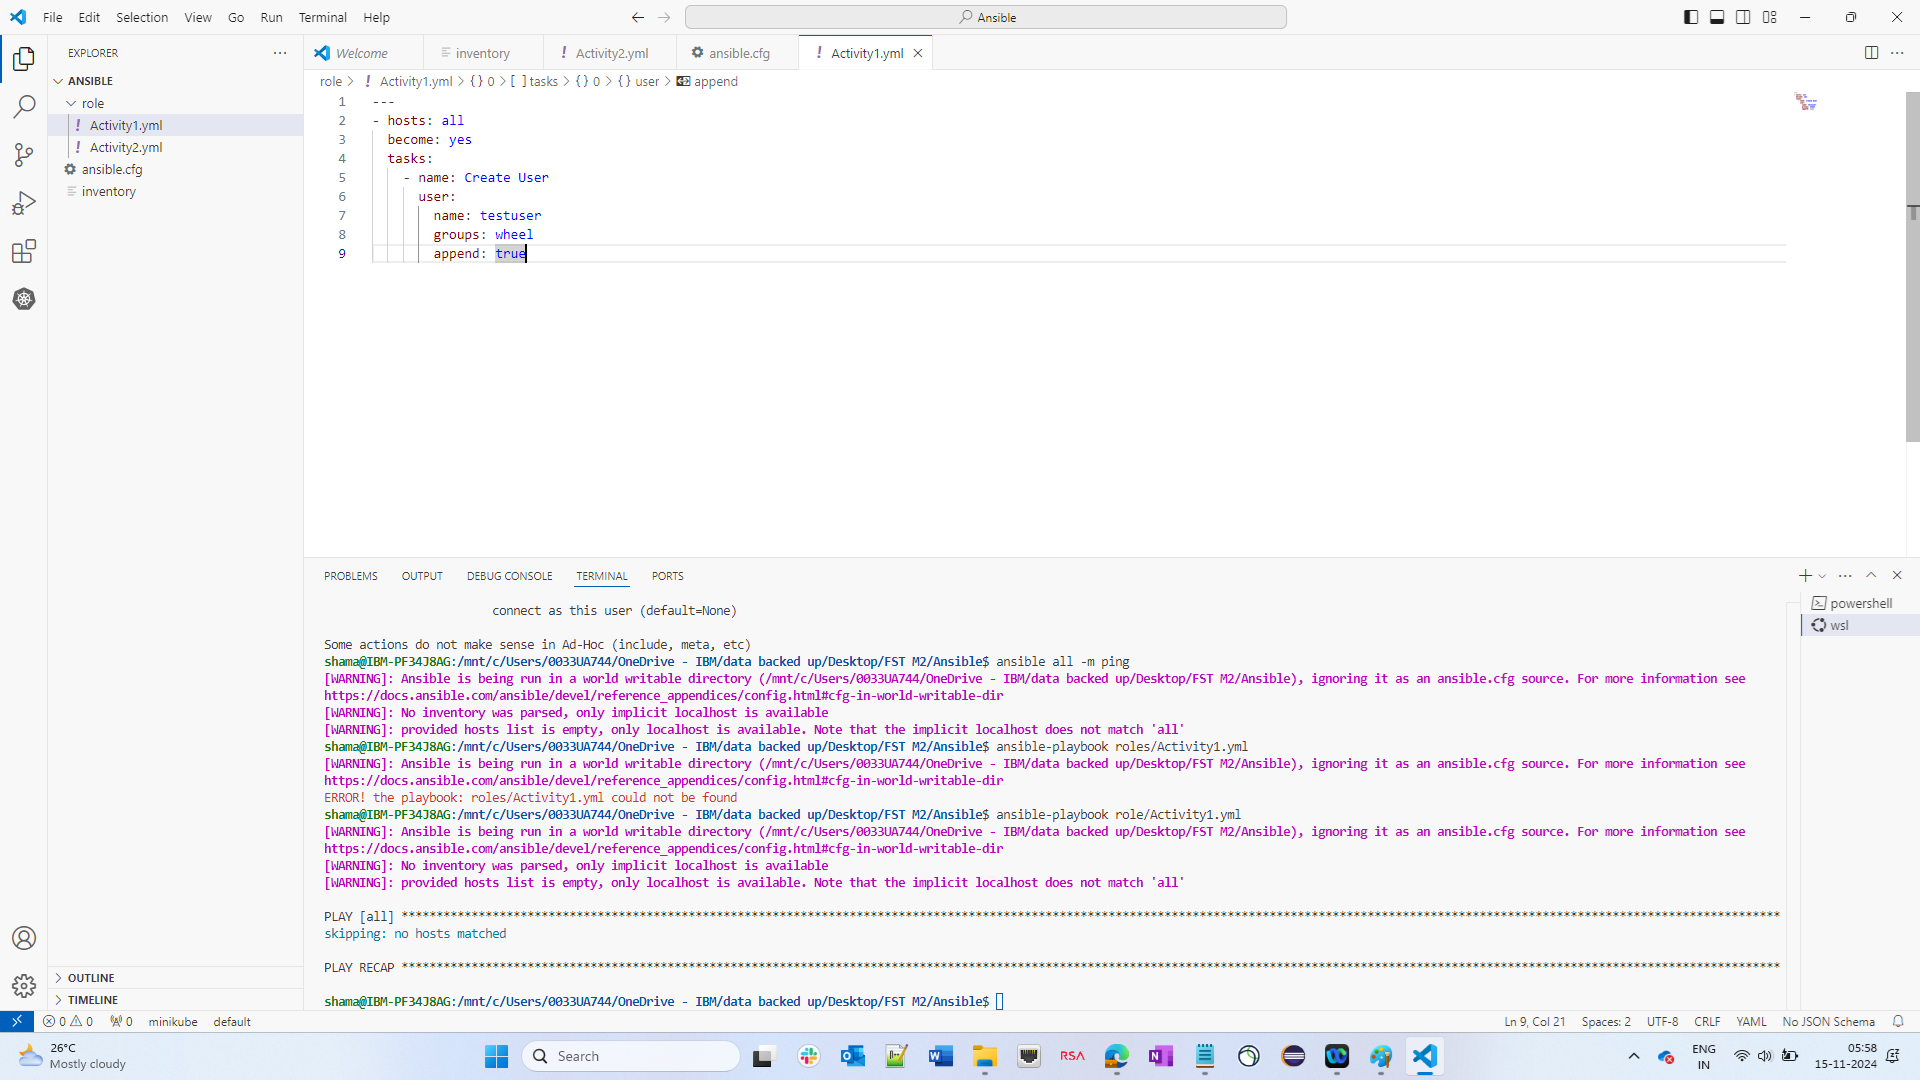 File Edit Selection View Go Run Terminal Help
Ansible
EXPLORER
Welcome
inventory
Activity2.yml
ansible.cfg
Activity1.yml
ANSIBLE
role
Activity1.yml
Activity2.yml
ansible.cfg
inventory
role > ! Activity1.yml > {} 0 > [ ] tasks > {} 0 > {} user > append
1 ---
2 - hosts: all
3 become: yes
4 tasks:
5 - name: Create User
6 user:
7 name: testuser
8 groups: wheel
9 append: true
PROBLEMS OUTPUT DEBUG CONSOLE TERMINAL PORTS
powershell
wsl
connect as this user (default=None)
Some actions do not make sense in Ad-Hoc (include, meta, etc)
shama@IBM-PF34J8AG:/mnt/c/Users/0033UA744/OneDrive - IBM/data backed up/Desktop/FST M2/Ansible$ ansible all -m ping
[WARNING]: Ansible is being run in a world writable directory (/mnt/c/Users/0033UA744/OneDrive - IBM/data backed up/Desktop/FST M2/Ansible), ignoring it as an ansible.cfg source. For more information see
https://docs.ansible.com/ansible/devel/reference_appendices/config.html#cfg-in-world-writable-dir
[WARNING]: No inventory was parsed, only implicit localhost is available
[WARNING]: provided hosts list is empty, only localhost is available. Note that the implicit localhost does not match 'all'
shama@IBM-PF34J8AG:/mnt/c/Users/0033UA744/OneDrive - IBM/data backed up/Desktop/FST M2/Ansible$ ansible-playbook roles/Activity1.yml
[WARNING]: Ansible is being run in a world writable directory (/mnt/c/Users/0033UA744/OneDrive - IBM/data backed up/Desktop/FST M2/Ansible), ignoring it as an ansible.cfg source. For more information see
https://docs.ansible.com/ansible/devel/reference_appendices/config.html#cfg-in-world-writable-dir
ERROR! the playbook: roles/Activity1.yml could not be found
shama@IBM-PF34J8AG:/mnt/c/Users/0033UA744/OneDrive - IBM/data backed up/Desktop/FST M2/Ansible$ ansible-playbook role/Activity1.yml
[WARNING]: Ansible is being run in a world writable directory (/mnt/c/Users/0033UA744/OneDrive - IBM/data backed up/Desktop/FST M2/Ansible), ignoring it as an ansible.cfg source. For more information see
https://docs.ansible.com/ansible/devel/reference_appendices/config.html#cfg-in-world-writable-dir
[WARNING]: No inventory was parsed, only implicit localhost is available
[WARNING]: provided hosts list is empty, only localhost is available. Note that the implicit localhost does not match 'all'
PLAY [all] ****************************************************************
skipping: no hosts matched
PLAY RECAP ****************************************************************
shama@IBM-PF34J8AG:/mnt/c/Users/0033UA744/OneDrive - IBM/data backed up/Desktop/FST M2/Ansible$
OUTLINE
TIMELINE
0 0 0 minikube default
Ln 9, Col 21 Spaces: 2 UTF-8 CRLF YAML No JSON Schema
26°C
Mostly cloudy
Search
RSA
ENG
IN
05:58
15-11-2024